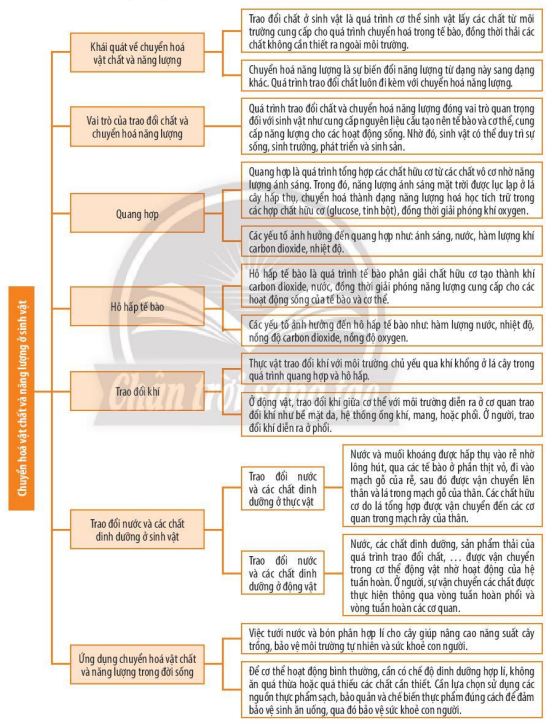 Chuyển hoá vật chất và năng lượng ở sinh vật
Khái quát về chuyển hoá
vật chất và năng lượng
Trao đổi chất ở sinh vật là quá trình cơ thể sinh vật lấy các chất từ môi
trường cung cấp cho quá trình chuyển hoá trong tế bào, đồng thời thải các
chất không cần thiết ra ngoài môi trường.
Chuyển hoá năng lượng là sự biến đổi năng lượng từ dạng này sang dạng
khác. Quá trình trao đổi chất luôn đi kèm với chuyển hoá năng lượng.
Vai trò của trao đổi chất và
chuyển hoá năng lượng
Quá trình trao đổi chất và chuyển hoá năng lượng đóng vai trò quan trọng
đối với sinh vật như cung cấp nguyên liệu cấu tạo nên tế bào và cơ thể, cung
cấp năng lượng cho các hoạt động sống. Nhờ đó, sinh vật có thể duy trì sự
sống, sinh trưởng, phát triển và sinh sản.
Quang hợp
Quang hợp là quá trình tổng hợp các chất hữu cơ từ các chất vô cơ nhờ năng
lượng ánh sáng. Trong đó, năng lượng ánh sáng mặt trời được lục lạp ở lá
cây hấp thụ, chuyển hoá thành dạng năng lượng hoá học tích trữ trong
các hợp chất hữu cơ (glucose, tinh bột), đồng thời giải phóng khí oxygen.
Các yếu tố ảnh hưởng đến quang hợp như: ánh sáng, nước, hàm lượng khí
carbon dioxide, nhiệt độ.
Hô hấp tế bào
Hô hấp tế bào là quá trình tế bào phân giải chất hữu cơ tạo thành khí
carbon dioxide, nước, đồng thời giải phóng năng lượng cung cấp cho các
hoạt động sống của tế bào và cơ thể.
Các yếu tố ảnh hưởng đến hô hấp tế bào như: hàm lượng nước, nhiệt độ,
nồng độ carbon dioxide, nồng độ oxygen.
Trao đổi khí
Thực vật trao đổi khí với môi trường chủ yếu qua khí khổng ở lá cây trong
quá trình quang hợp và hô hấp.
Ở động vật, trao đổi khí giữa cơ thể với môi trường diễn ra ở cơ quan trao
đổi khí như bề mặt da, hệ thống ống khí, mang, hoặc phổi. Ở người, trao
đổi khí diễn ra ở phổi.
Chân trời sáng tạo
Trao đổi nước và các chất
dinh dưỡng ở sinh vật
Trao đổi nước
và các chất dinh
dưỡng ở thực vật
Nước và muối khoáng được hấp thụ vào rễ nhờ
lông hút, qua các tế bào ở phần thịt vỏ, đi vào
mạch gỗ của rễ, sau đó được vận chuyển lên
thân và lá trong mạch gỗ của thân. Các chất hữu
cơ do lá tổng hợp được vận chuyển đến các cơ
quan trong mạch rây của thân.
Trao đổi nước
và các chất dinh
dưỡng ở động vật
Nước, các chất dinh dưỡng, sản phẩm thải của
quá trình trao đổi chất, … được vận chuyển
trong cơ thể động vật nhờ hoạt động của hệ
tuần hoàn. Ở người, sự vận chuyển các chất được
thực hiện thông qua vòng tuần hoàn phổi và
vòng tuần hoàn các cơ quan.
Ứng dụng chuyển hoá vật chất
và năng lượng trong đời sống
Việc tưới nước và bón phân hợp lí cho cây giúp nâng cao năng suất cây
trồng, bảo vệ môi trường tự nhiên và sức khoẻ con người.
Để cơ thể hoạt động bình thường, cần có chế độ dinh dưỡng hợp lí, không
ăn quá thừa hoặc quá thiếu các chất cần thiết. Cần lựa chọn sử dụng các
nguồn thực phẩm sạch, bảo quản và chế biến thực phẩm đúng cách để đảm
bảo vệ sinh ăn uống, qua đó bảo vệ sức khoẻ con người.